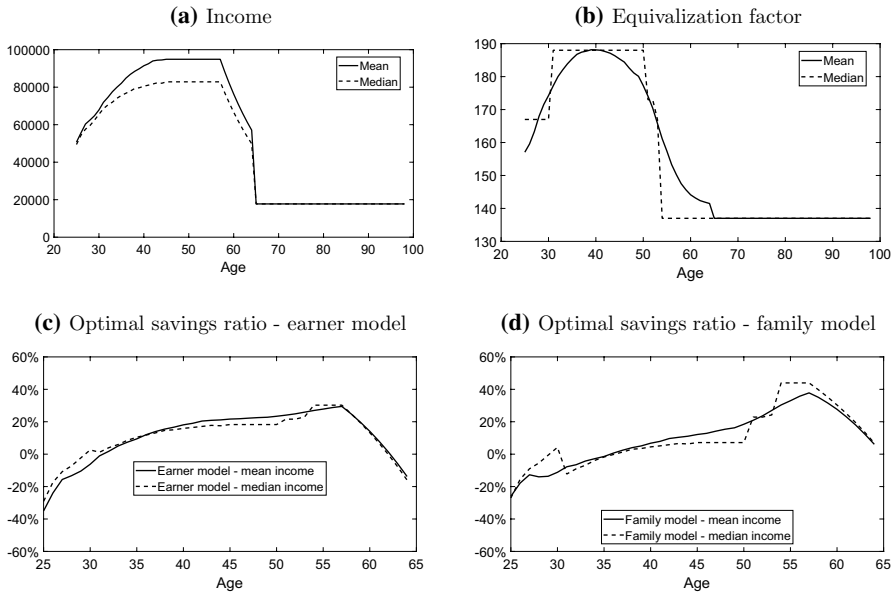 (a) Income
(b) Equivalization factor
100000
80000
60000
40000
20000
0
20 30 40 50 60 70 80 90 100
Age
Mean
Median
190
180
170
160
150
140
130
20 30 40 50 60 70 80 90 100
Age
Mean
Median
(c) Optimal savings ratio - earner model
(d) Optimal savings ratio - family model
60%
40%
20%
0%
-20%
-40%
-60%
25 30 35 40 45 50 55 60 65
Age
Earner model - mean income
Earner model - median income
60%
40%
20%
0%
-20%
-40%
-60%
25 30 35 40 45 50 55 60 65
Age
Family model - mean income
Family model - median income